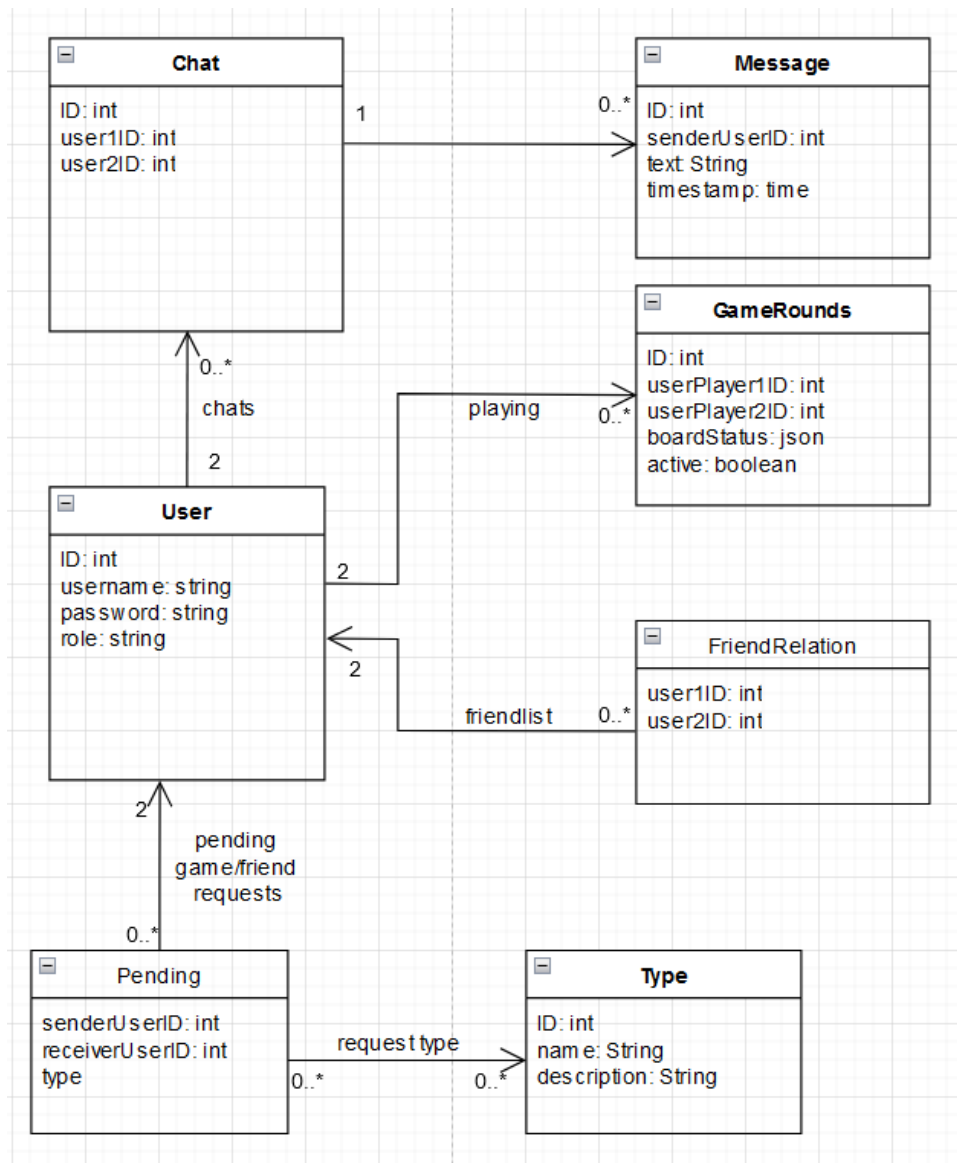 Chat
ID: int
user1ID: int
user2ID: int
1
0..*
Message
ID: int
senderUserID: int
text: String
timestamp: time
GameRounds
ID: int
userPlayer1ID: int
userPlayer2ID: int
boardStatus: json
active: boolean
0..*
chats
2
playing
0..*
User
ID: int
username: string
password: string
role: string
2
2
friendlist
0..*
FriendRelation
user1ID: int
user2ID: int
2
pending
game/friend
requests
0..*
Pending
senderUserID: int
receiverUserID: int
type
request type
0..*
0..*
Type
ID: int
name: String
description: String